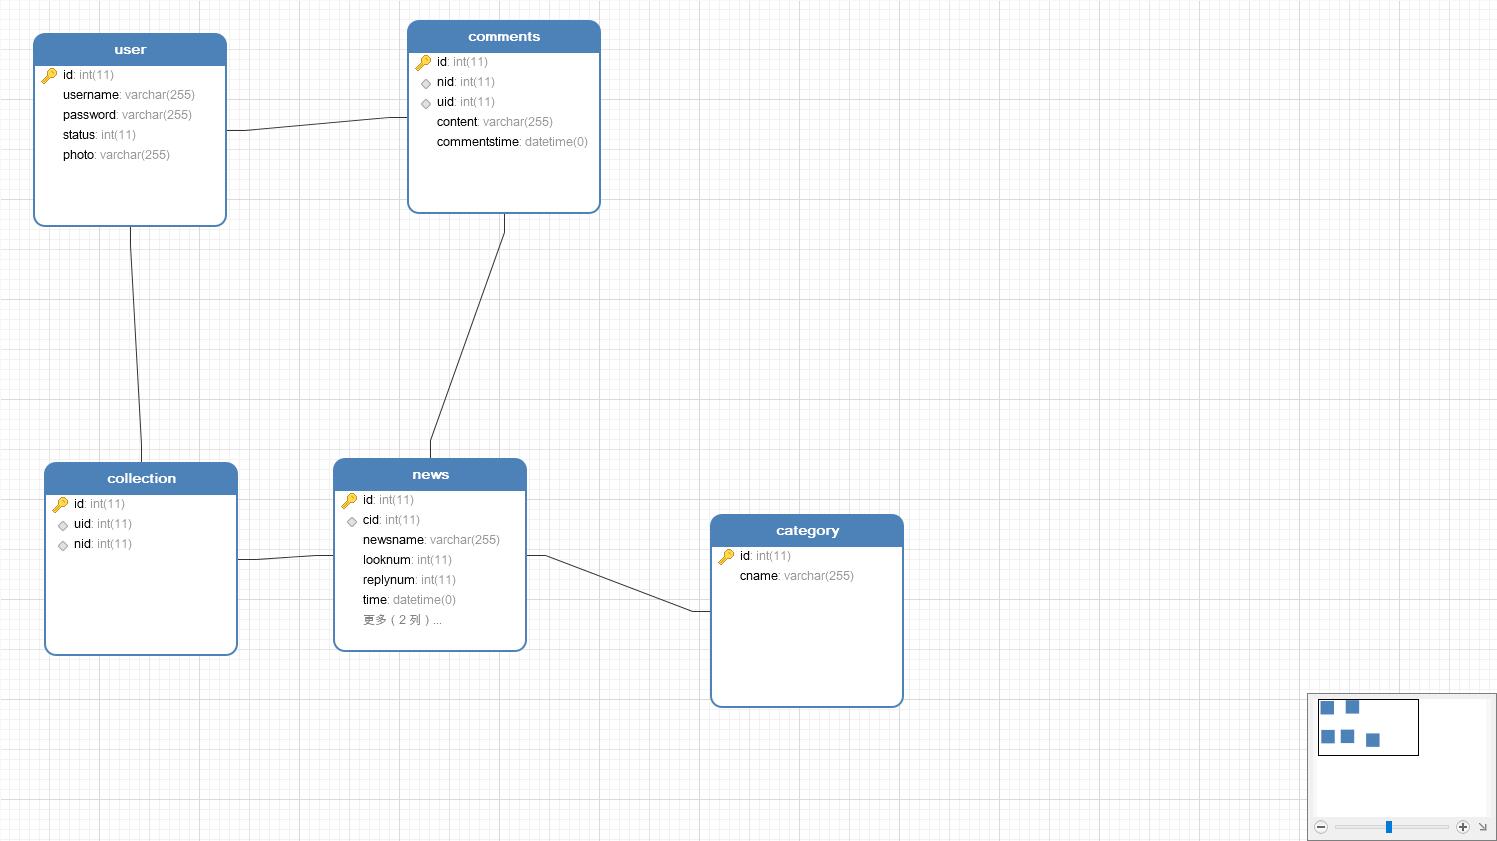 user
id: int(11)
username: varchar(255)
password: varchar(255)
status: int(11)
photo: varchar(255)
comments
id: int(11)
nid: int(11)
uid: int(11)
content: varchar(255)
commentstime: datetime(0)
collection
id: int(11)
uid: int(11)
nid: int(11)
news
id: int(11)
cid: int(11)
newsname: varchar(255)
looknum: int(11)
replynum: int(11)
time: datetime(0)
更多（2 列）...
category
id: int(11)
cname: varchar(255)